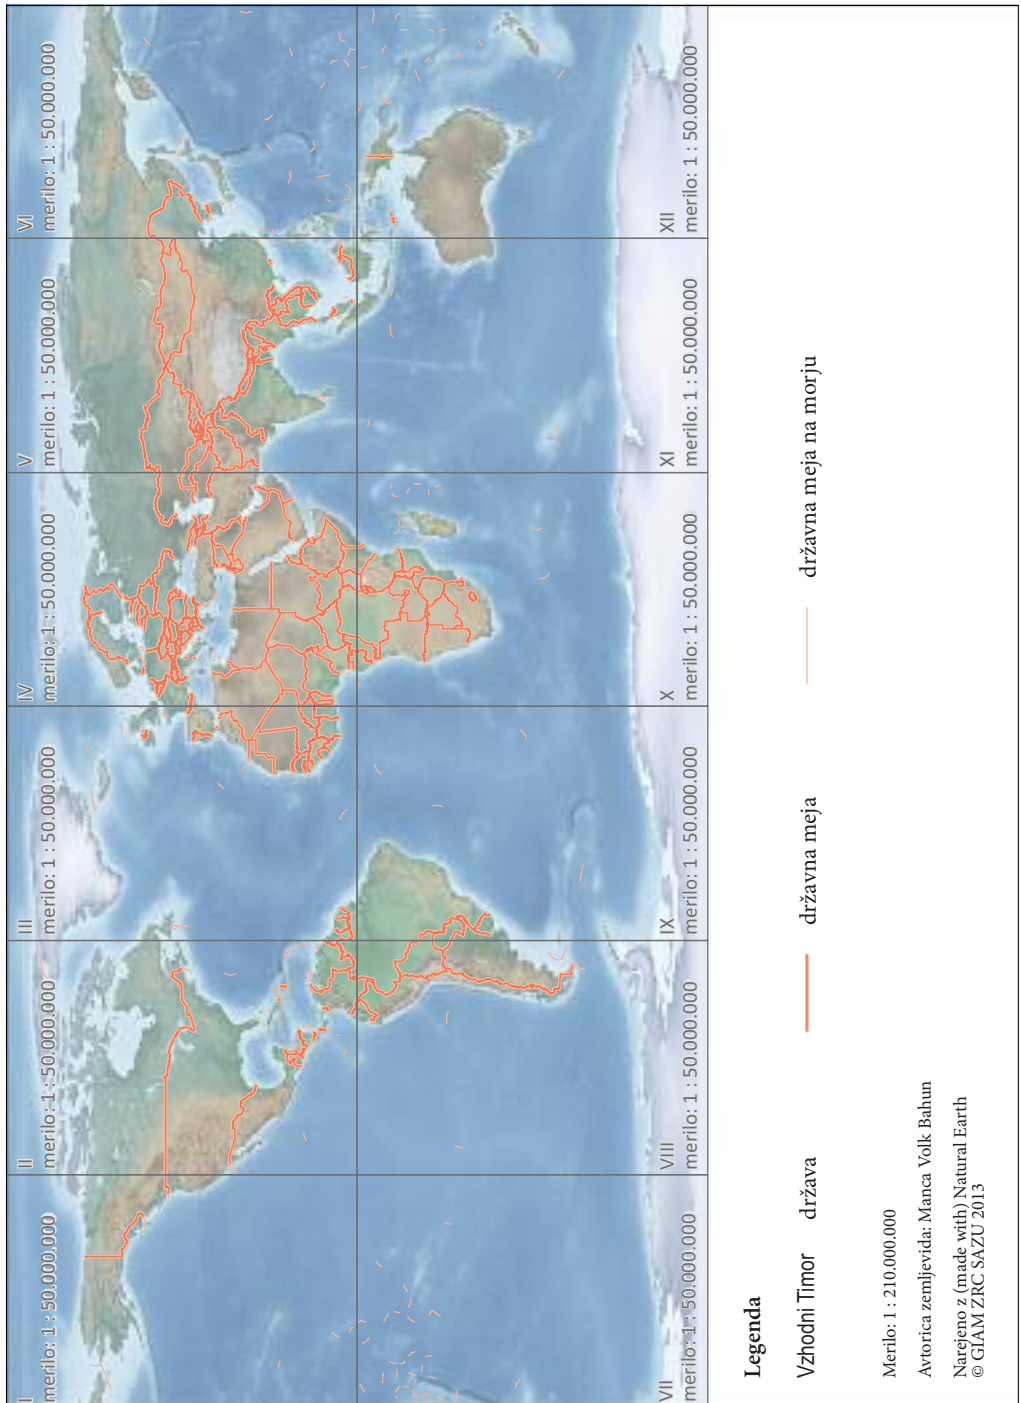 I
merilo: 1 : 50.000.000
II
merilo: 1 : 50.000.000
III
merilo: 1 : 50.000.000
IV
merilo: 1 : 50.000.000
V
merilo: 1 : 50.000.000
VI
merilo: 1 : 50.000.000
VII
merilo: 1 : 50.000.000
VIII
merilo: 1 : 50.000.000
IX
merilo: 1 : 50.000.000
X
merilo: 1 : 50.000.000
XI
merilo: 1 : 50.000.000
XII
merilo: 1 : 50.000.000
Legenda
Vzhodni Timor država državna meja državna meja na morju
Merilo: 1 : 210.000.000
Avtorica zemljevida: Manca Volk Bahun
Narejeno z (made with) Natural Earth
© GIAM ZRC SAZU 2013